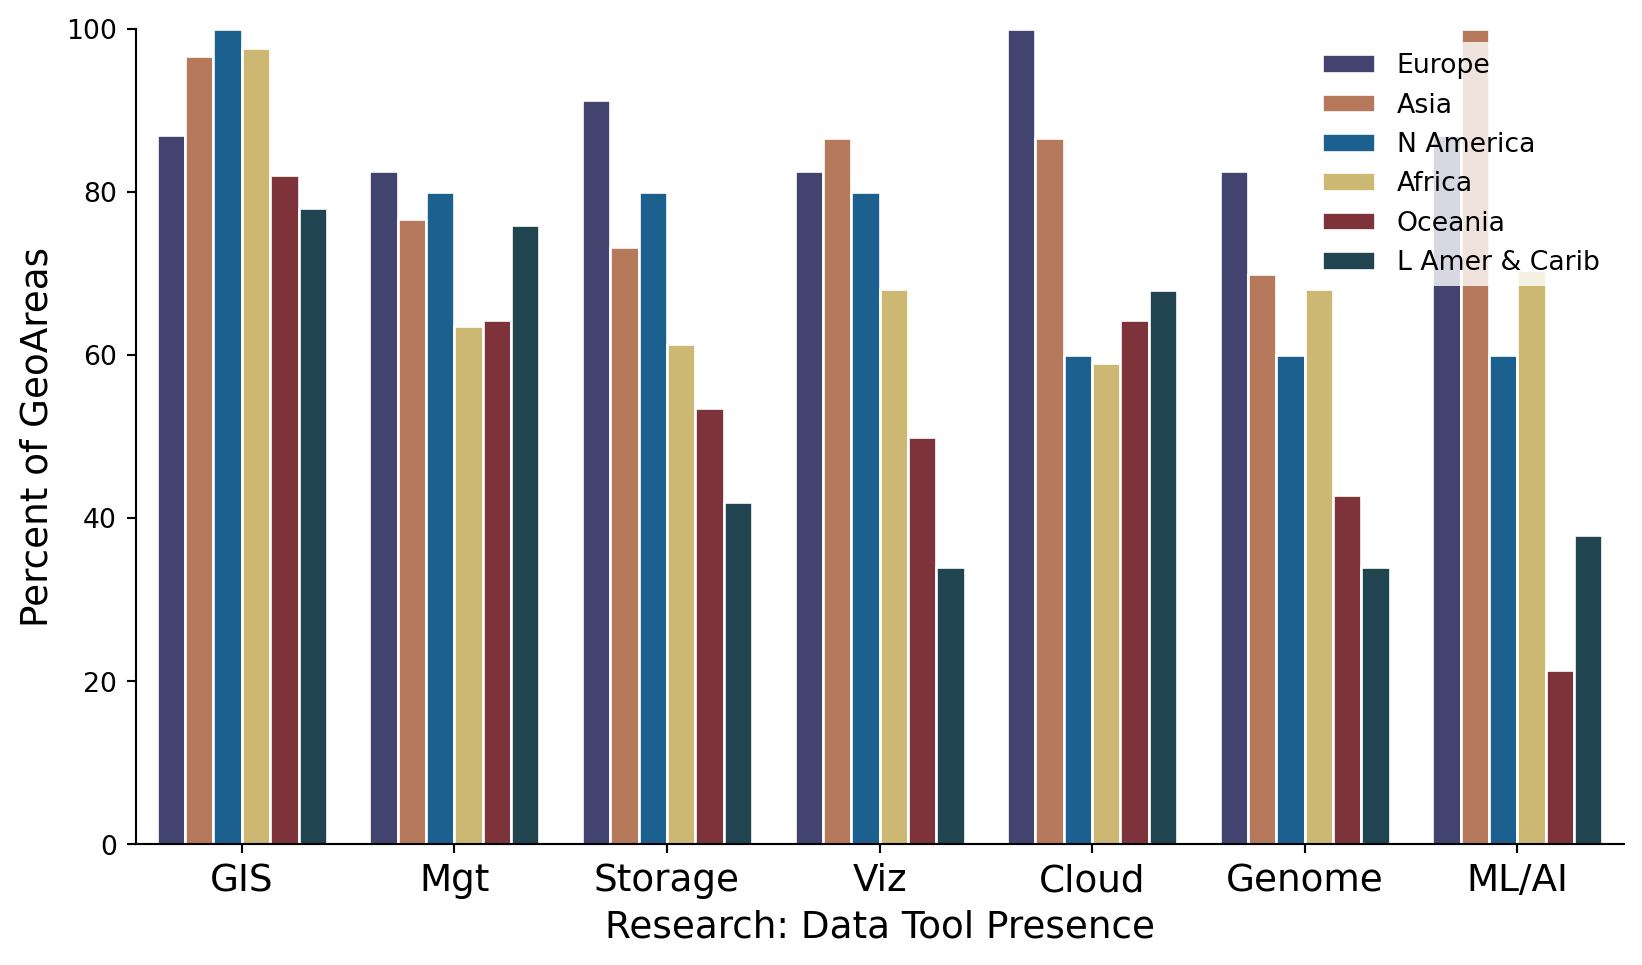 Percent of GeoAreas
100
80
60
40
20
0
Europe
Asia
N America
Africa
Oceania
L Amer & Carib
GIS Mgt Storage Viz Cloud Genome ML/AI
Research: Data Tool Presence